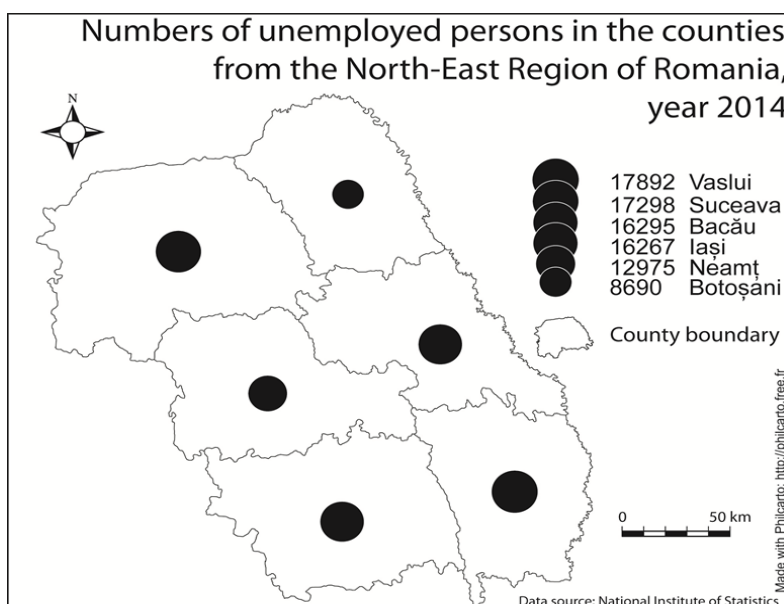 Numbers of unemployed persons in the counties
from the North-East Region of Romania,
year 2014
N
17892 Vaslui
17298 Suceava
16295 Bacău
16267 Iași
12975 Neamț
8690 Botoșani
County boundary
0 50 km
Made with Philcarto: http://philcarto.free.fr
Data source: National Institute of Statistics